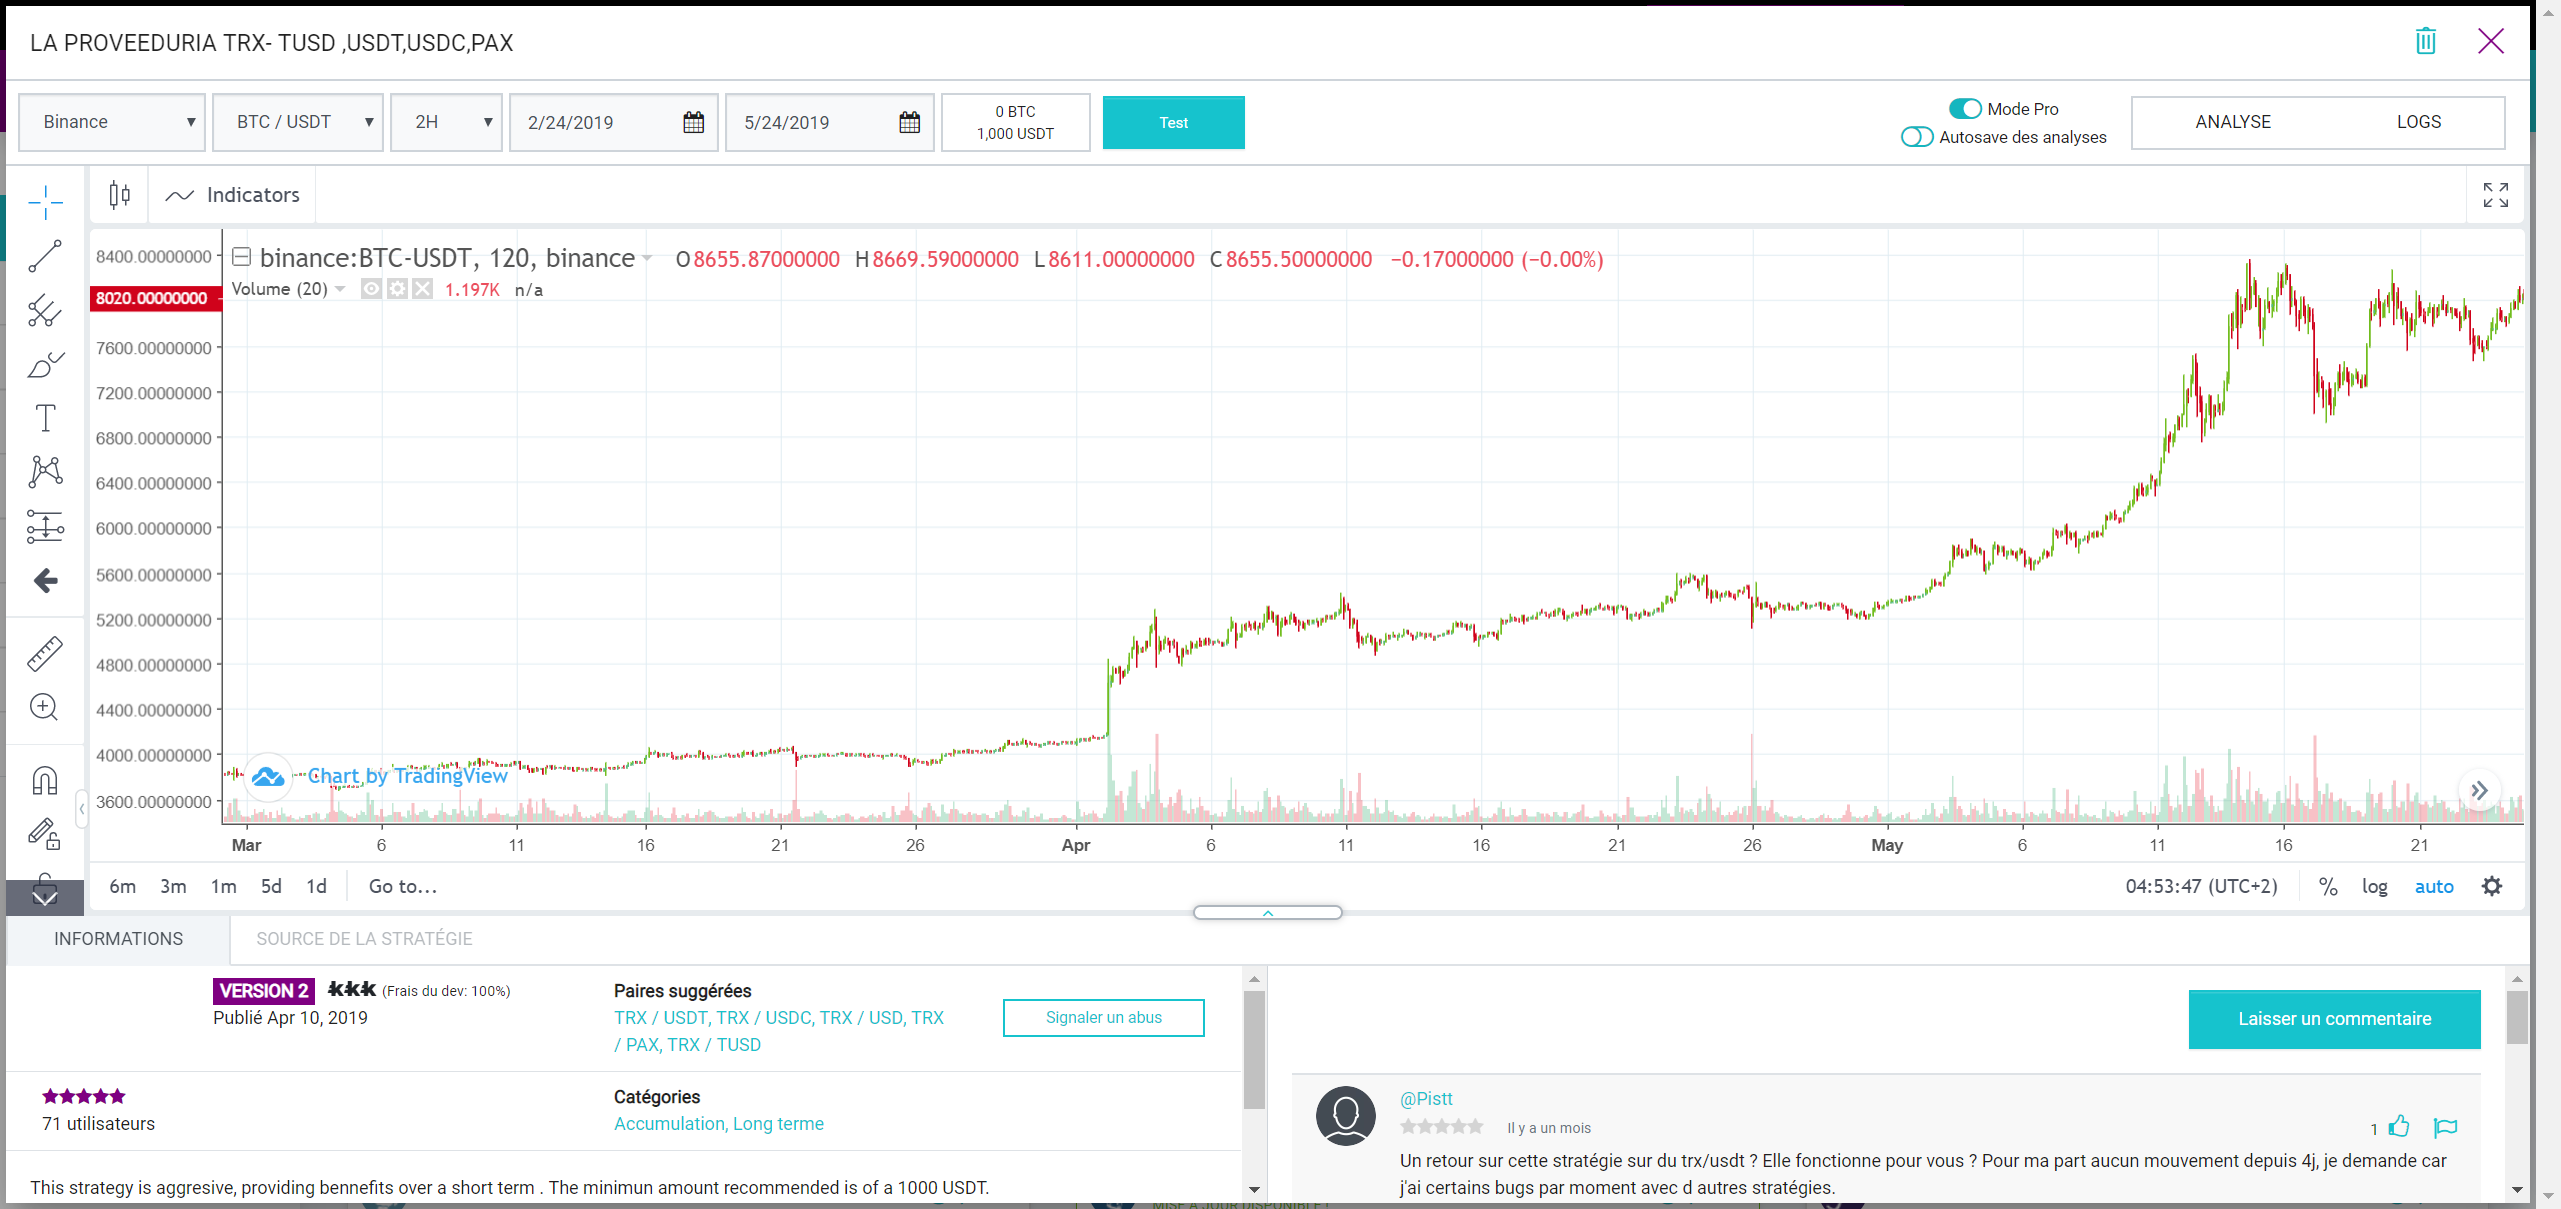 LA PROVEEDURIA TRX- TUSD ,USDT,USDC,PAX
Binance
BTC / USDT
2H
2/24/2019
5/24/2019
0 BTC
1,000 USDT
Test
Mode Pro
Autosave des analyses
ANALYSE
LOGS
Indicators
binance:BTC-USDT, 120, binance O8655.87000000 H8669.59000000 L8611.00000000 C8655.50000000 −0.17000000 (−0.00%)
Volume (20) 1.197K n/a
8400.00000000
8020.00000000
7600.00000000
7200.00000000
6800.00000000
6400.00000000
6000.00000000
5600.00000000
5200.00000000
4800.00000000
4400.00000000
4000.00000000
3600.00000000
Chart by TradingView
Mar 6 11 16 21 26 Apr 6 11 16 21 26 May 6 11 16 21
6m 3m 1m 5d 1d Go to...
04:53:47 (UTC+2) % log auto
INFORMATIONS
SOURCE DE LA STRATÉGIE
VERSION 2 (Frais du dev: 100%)
Publié Apr 10, 2019
Paires suggérées
TRX / USDT, TRX / USDC, TRX / USD, TRX
/ PAX, TRX / TUSD
Signaler un abus
71 utilisateurs
Catégories
Accumulation, Long terme
This strategy is aggresive, providing bennefits over a short term . The minimun amount recommended is of a 1000 USDT.
Laisser un commentaire
@Pistt
Il y a un mois
1
Un retour sur cette stratégie sur du trx/usdt ? Elle fonctionne pour vous ? Pour ma part aucun mouvement depuis 4j, je demande car
j'ai certains bugs par moment avec d autres stratégies.
MISE À JOUR DISPONIBLE !